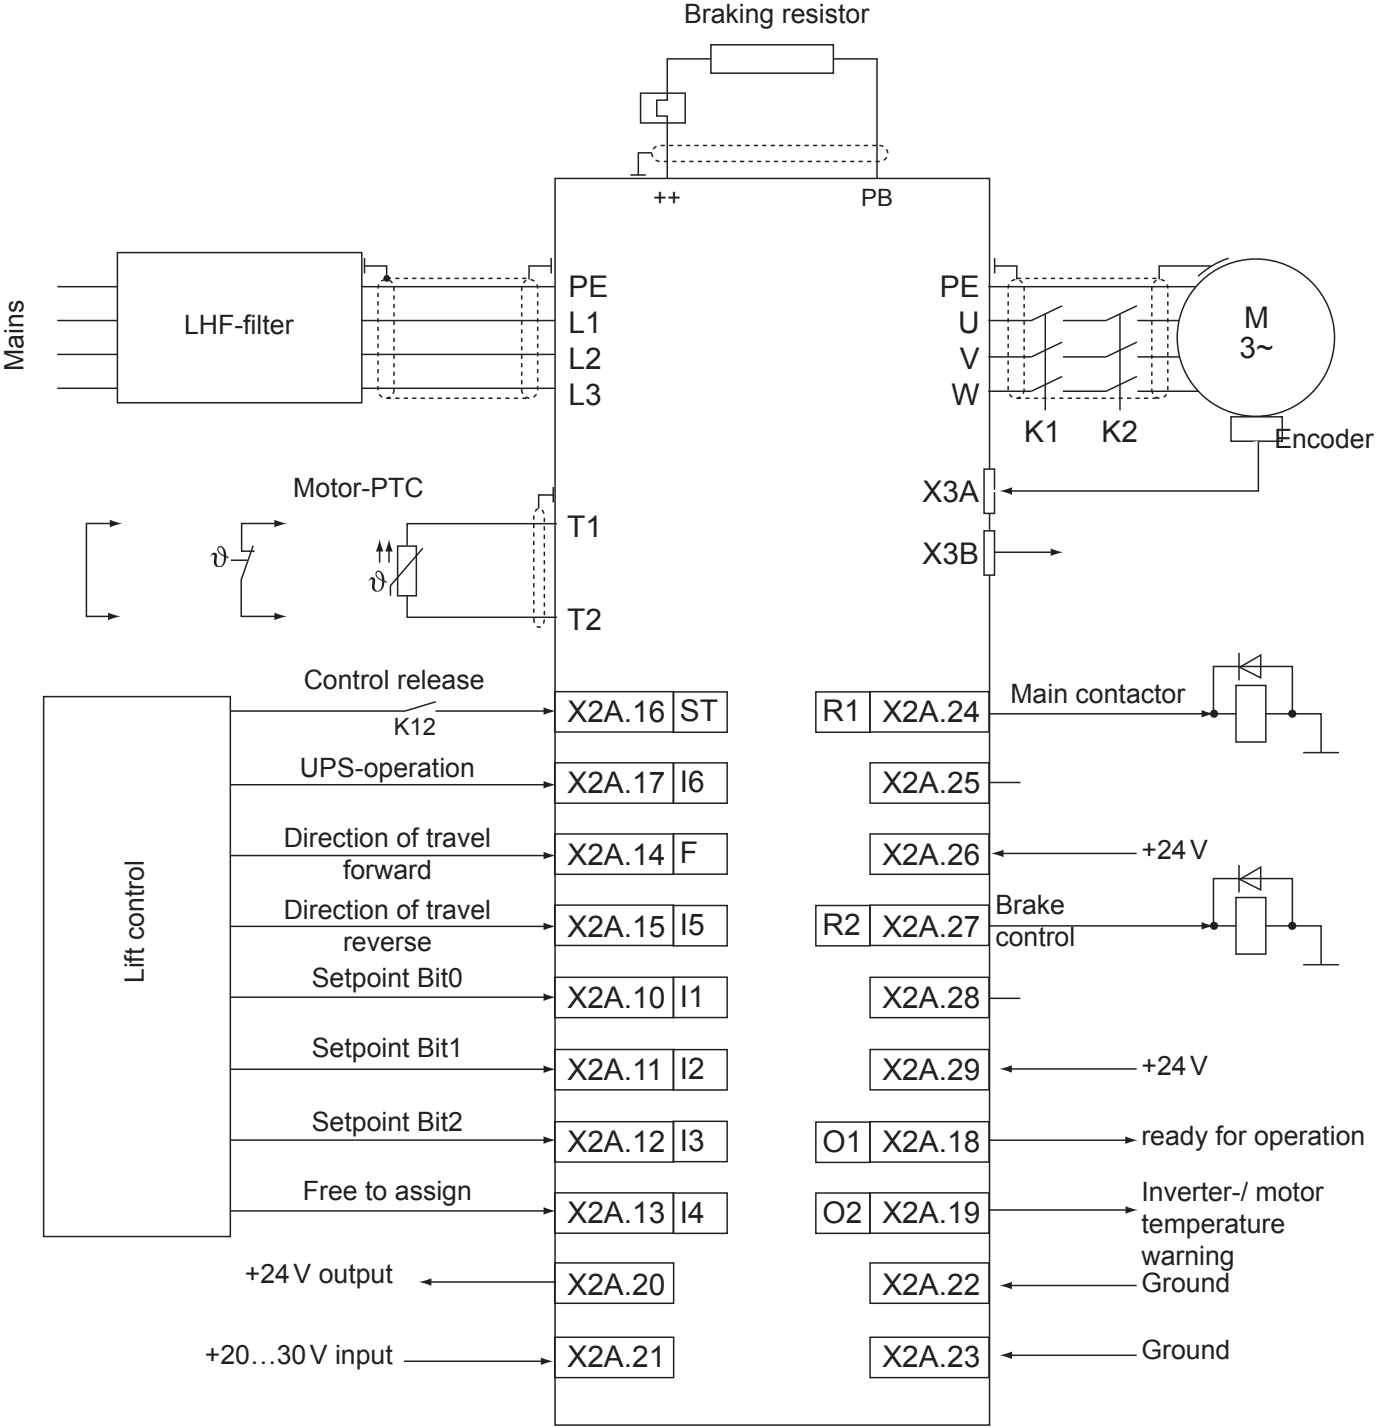 Braking resistor
++
PB
Mains
LHF-filter
PE
L1
L2
L3
PE
U
V
W
K1
K2
M
3~
Encoder
Motor-PTC
ϑ
ϑ
T1
T2
X3A
X3B
Lift control
Control release
K12
X2A.16 ST
UPS-operation
X2A.17 I6
Direction of travel
forward
X2A.14 F
Direction of travel
reverse
X2A.15 I5
Setpoint Bit0
X2A.10 I1
Setpoint Bit1
X2A.11 I2
Setpoint Bit2
X2A.12 I3
Free to assign
X2A.13 I4
+24 V output
X2A.20
+20…30 V input
X2A.21
R1 X2A.24
Main contactor
X2A.25
X2A.26
+24 V
R2 X2A.27
Brake
control
X2A.28
X2A.29
+24 V
O1 X2A.18
ready for operation
O2 X2A.19
Inverter-/ motor
temperature
warning
X2A.22
Ground
X2A.23
Ground